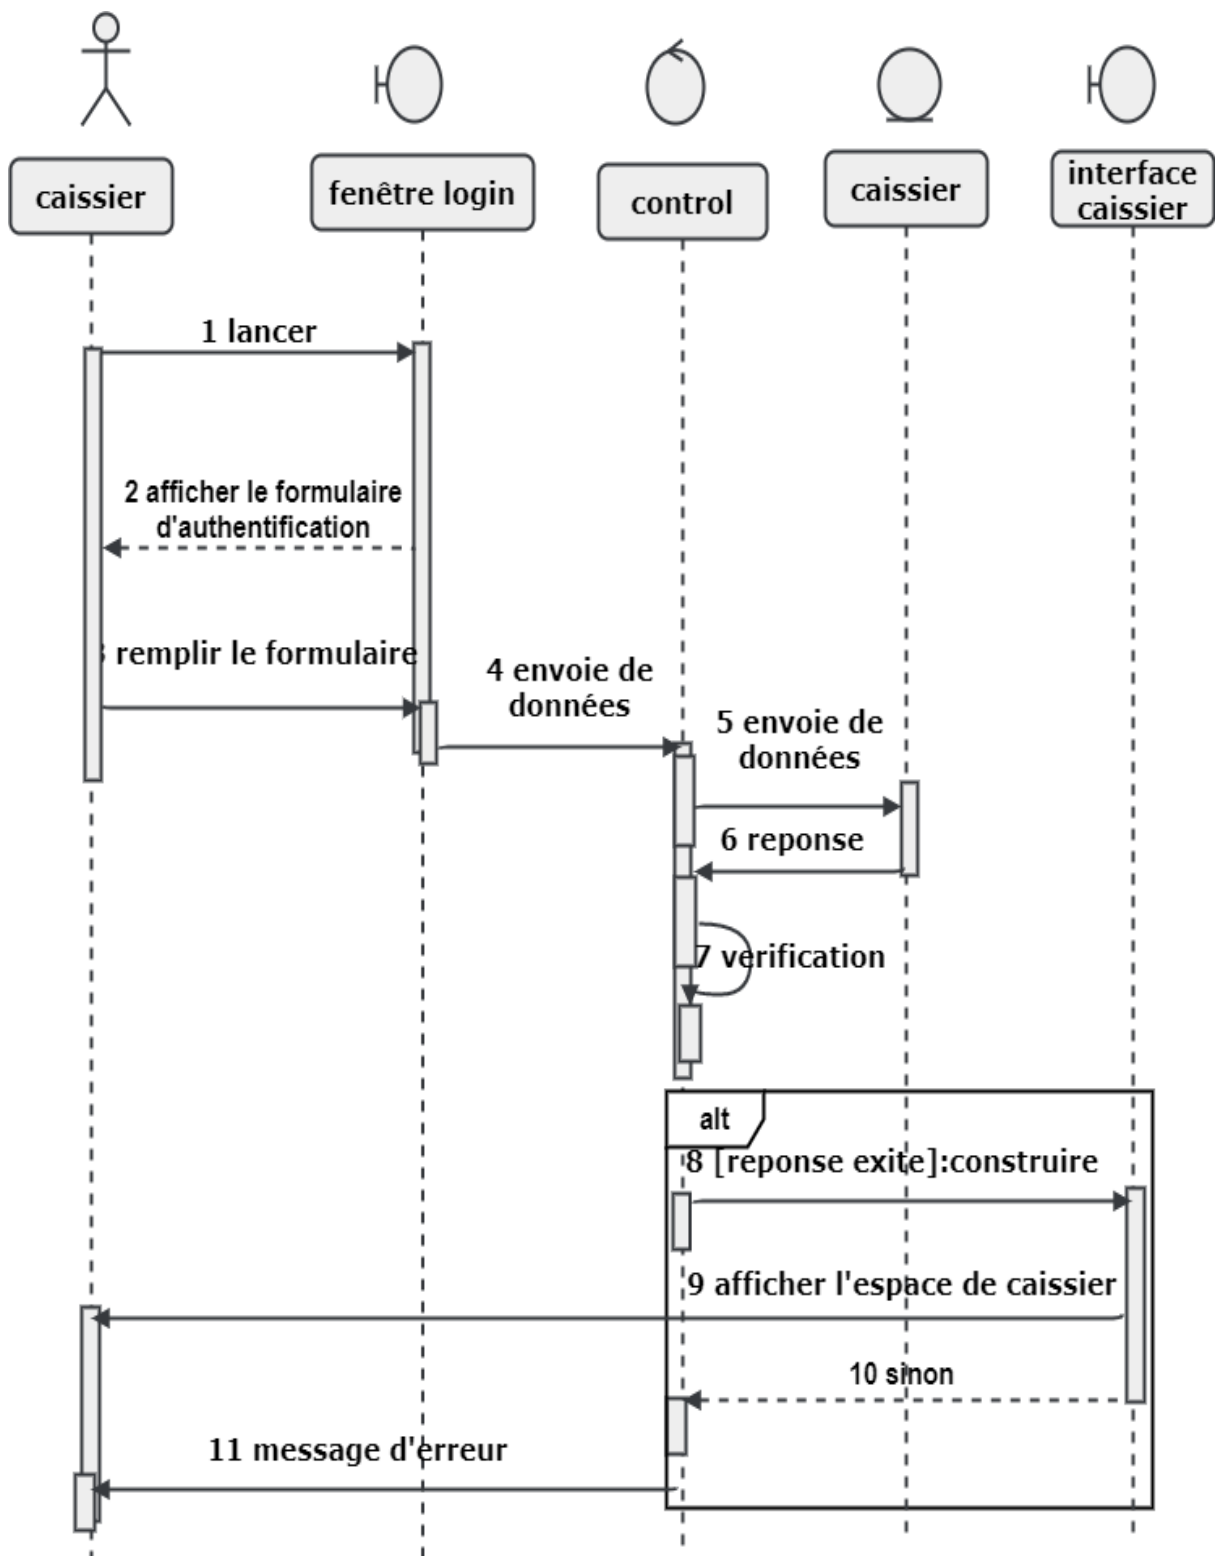 caissier
fenêtre login
control
caissier
interface
caissier
1 lancer
2 afficher le formulaire
d'authentification
remplir le formulaire
4 envoie de
données
5 envoie de
données
6 reponse
7 verification
alt
8 [reponse exite]:construire
9 afficher l'espace de caissier
10 sinon
11 message d'erreur